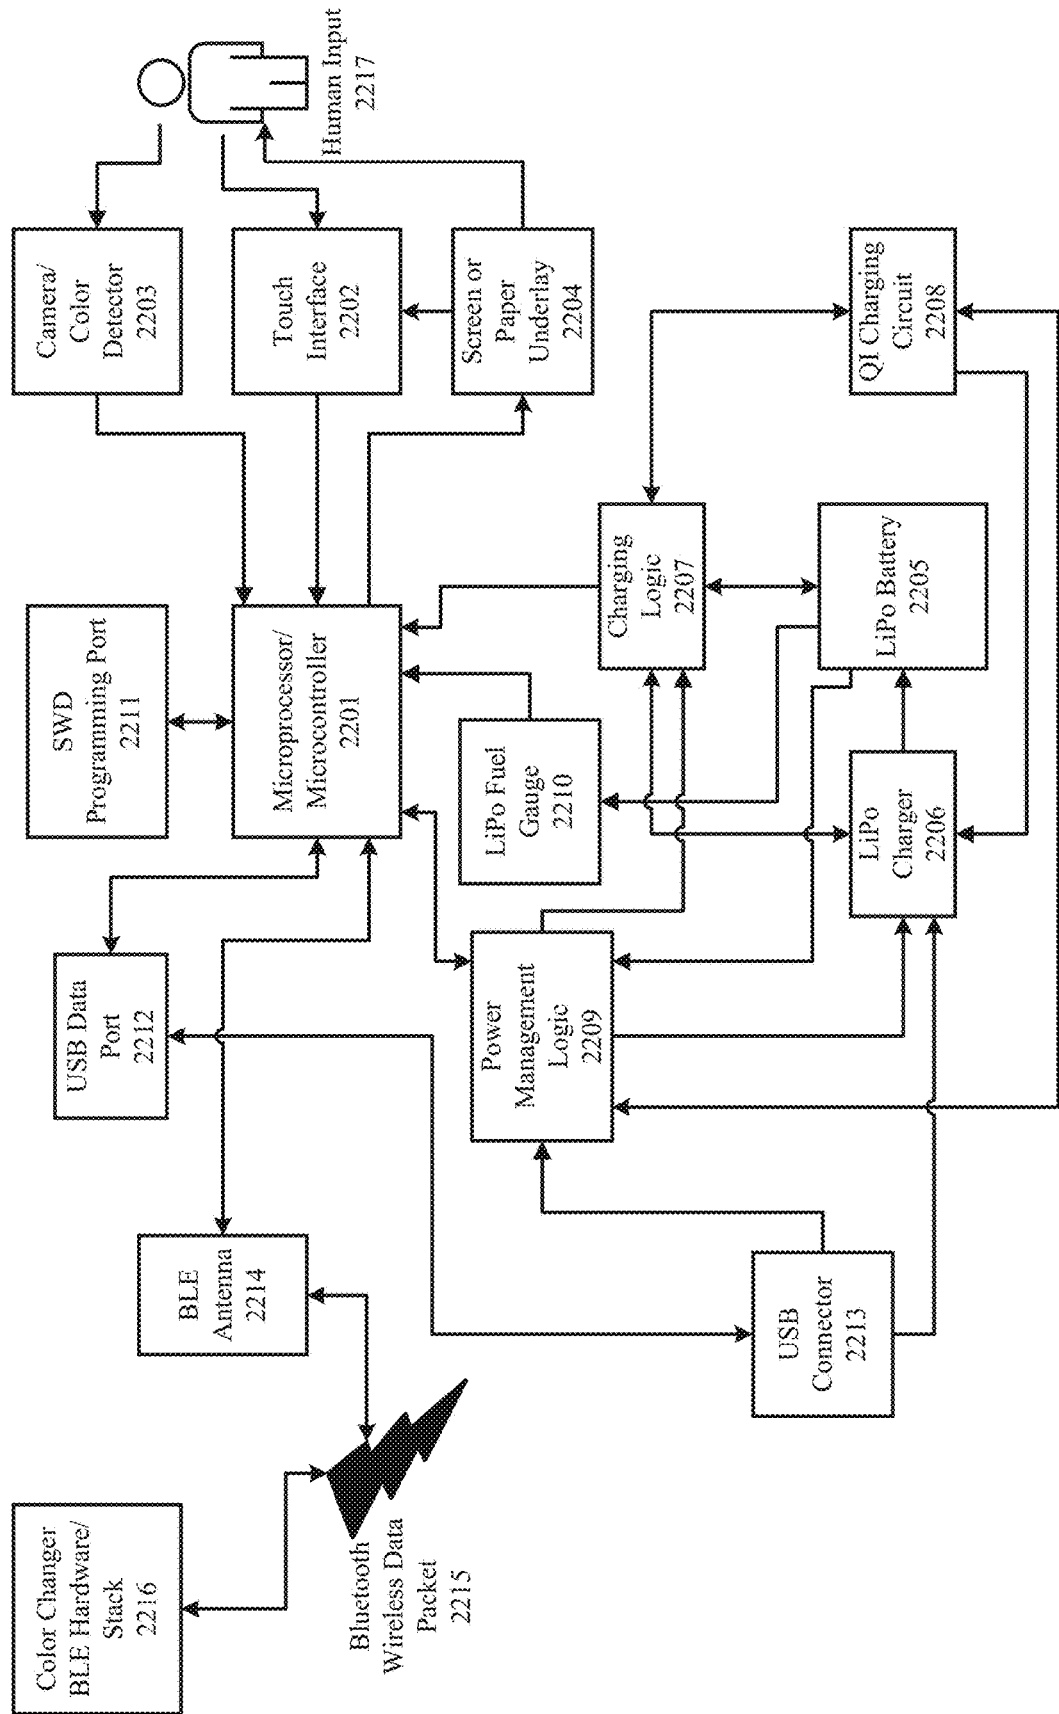 Color Changer
BLE Hardware/
Stack
2216
Bluetooth
Wireless Data
Packet
2215
BLE
Antenna
2214
USB
Connector
2213
USB Data
Port
2212
Power
Management
Logic
2209
SWD
Programming Port
2211
Microprocessor/
Microcontroller
2201
LiPo Fuel
Gauge
2210
LiPo
Charger
2206
Charging
Logic
2207
LiPo Battery
2205
Camera/
Color
Detector
2203
Touch
Interface
2202
Screen or
Paper
Underlay
2204
QI Charging
Circuit
2208
Human Input
2217